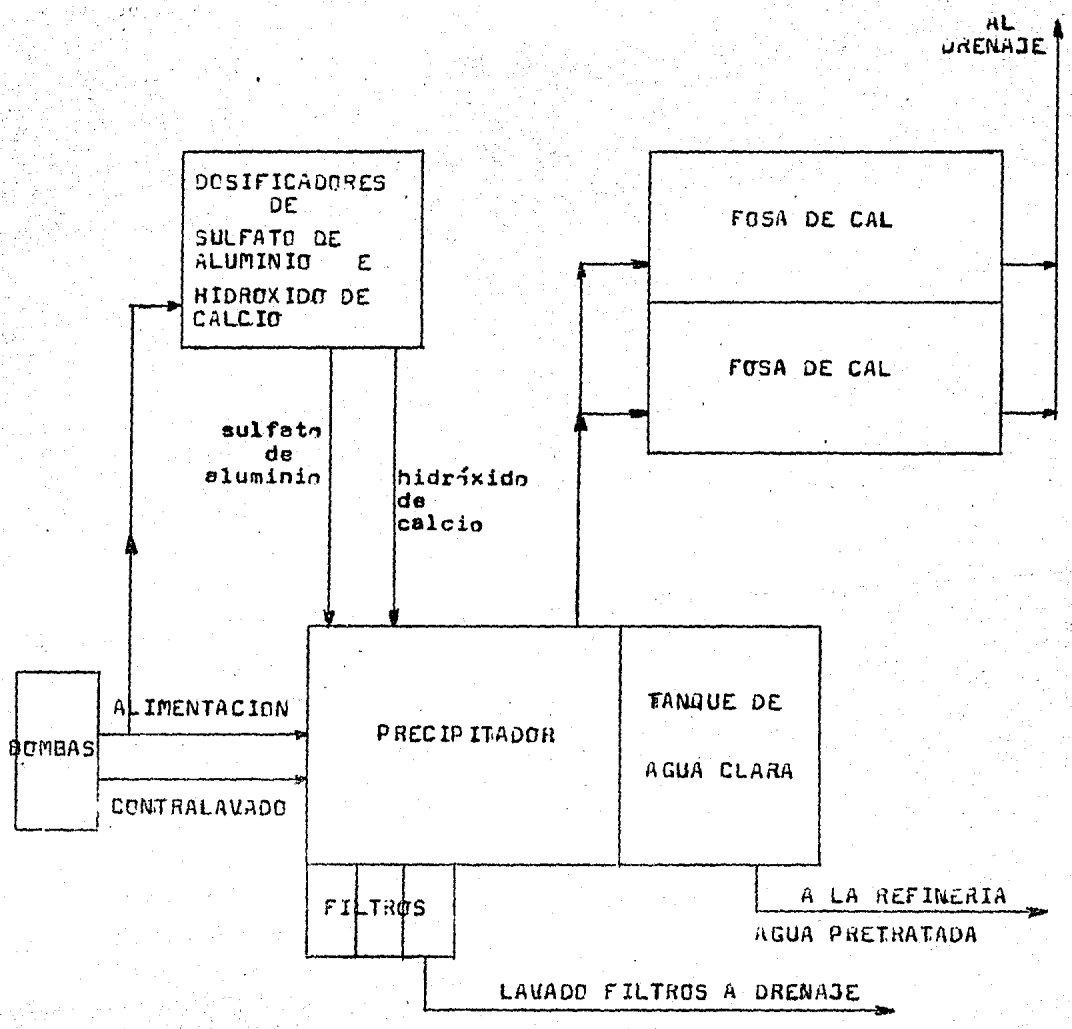 AL
DRENAJE
DOSIFICADORES
DE
SULFATO DE
ALUMINIO E
HIDROXIDO DE
CALCIO
FOSA DE CAL
FOSA DE CAL
sulfato
de
aluminio
hidróxido
de
calcio
ALIMENTACION
BOMBAS
CONTRALAVADO
PRECIPITADOR
TANQUE DE
AGUA CLARA
FILTROS
A LA REFINERIA
AGUA PRETRATADA
LAVADO FILTROS A DRENAJE